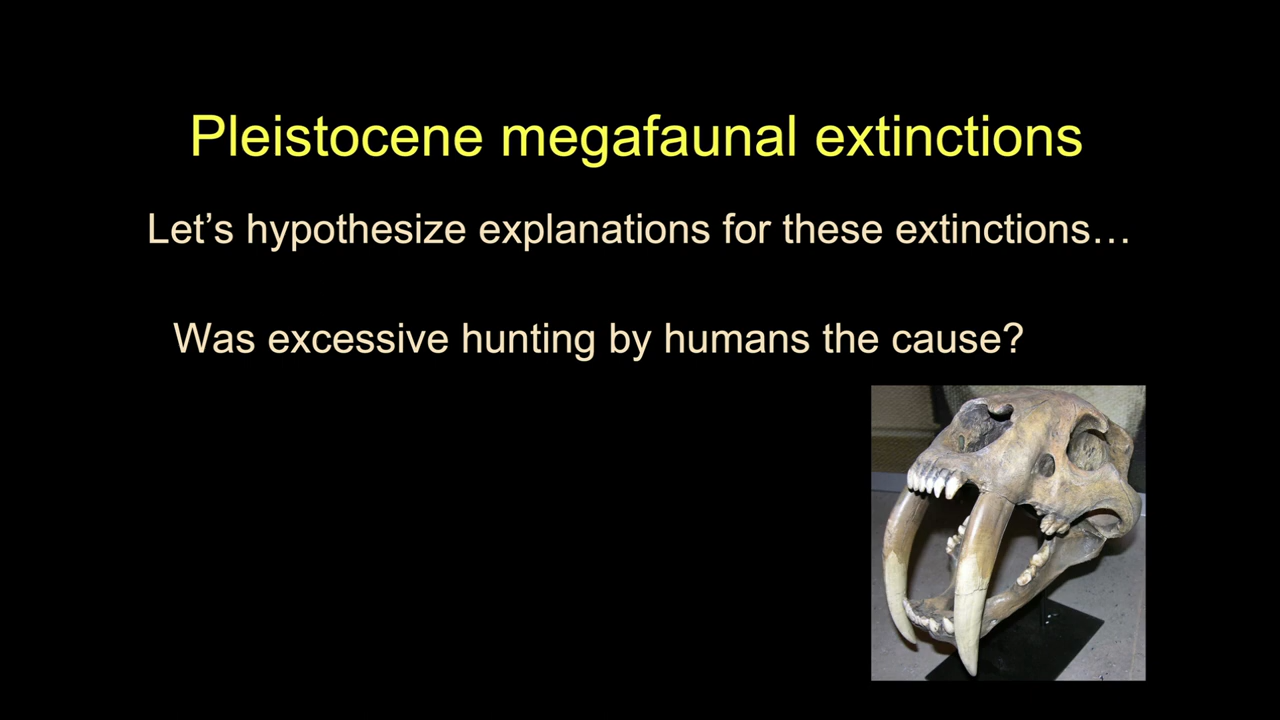 Pleistocene megafaunal extinctions
Let’s hypothesize explanations for these extinctions…
Was excessive hunting by humans the cause?